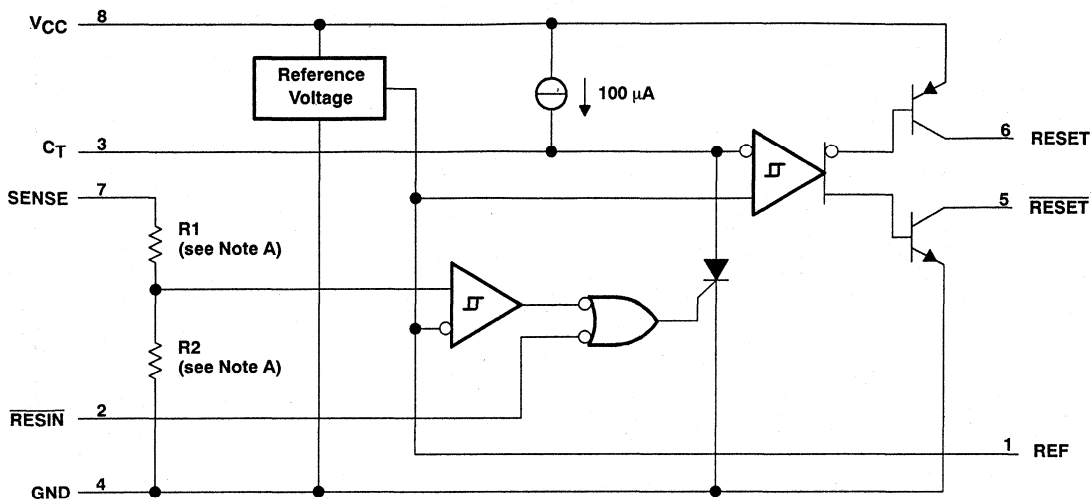 VCC 8
Reference
Voltage
100 µA
CT 3
6 RESET
SENSE 7
5 RESET
R1
(see Note A)
R2
(see Note A)
RESIN 2
1 REF
GND 4